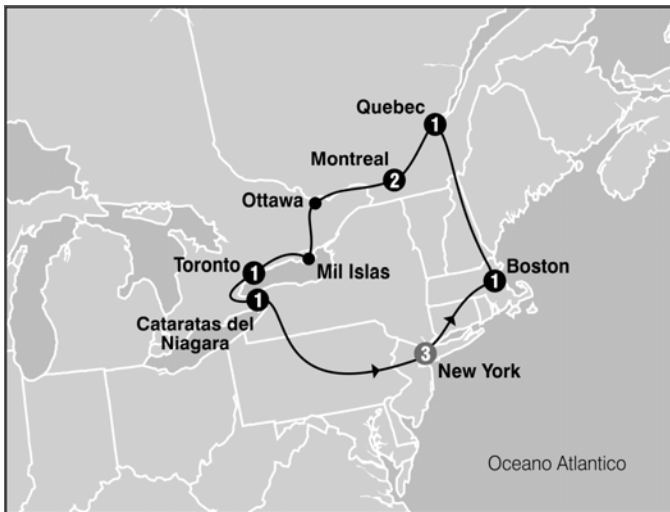 Quebec
1
Montreal
2
Ottawa
Toronto
1
Mil Islas
1
Boston
1
Cataratas del
Niagara
3
New York
Oceano Atlantico